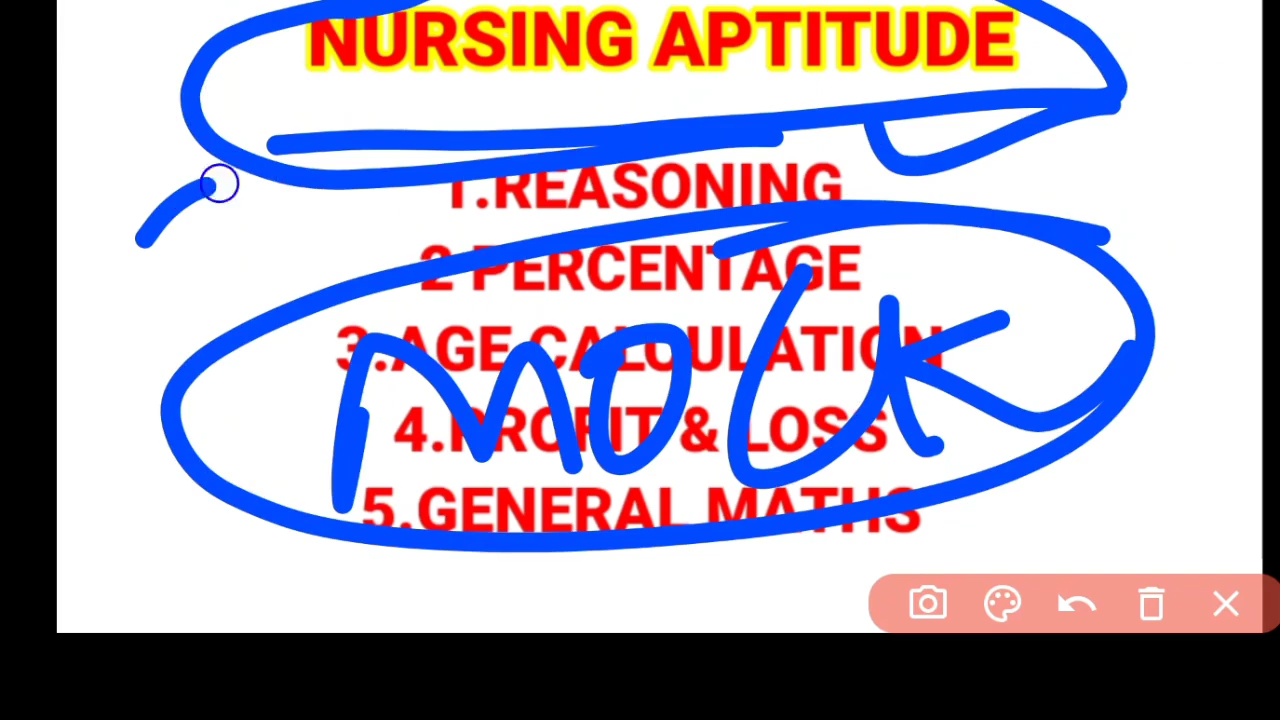 NURSING APTITUDE
1.REASONING
2 PERCENTAGE
3.AGE CALCULATION
4.PROFIT & LOSS
5.GENERAL MATHS
MOCK